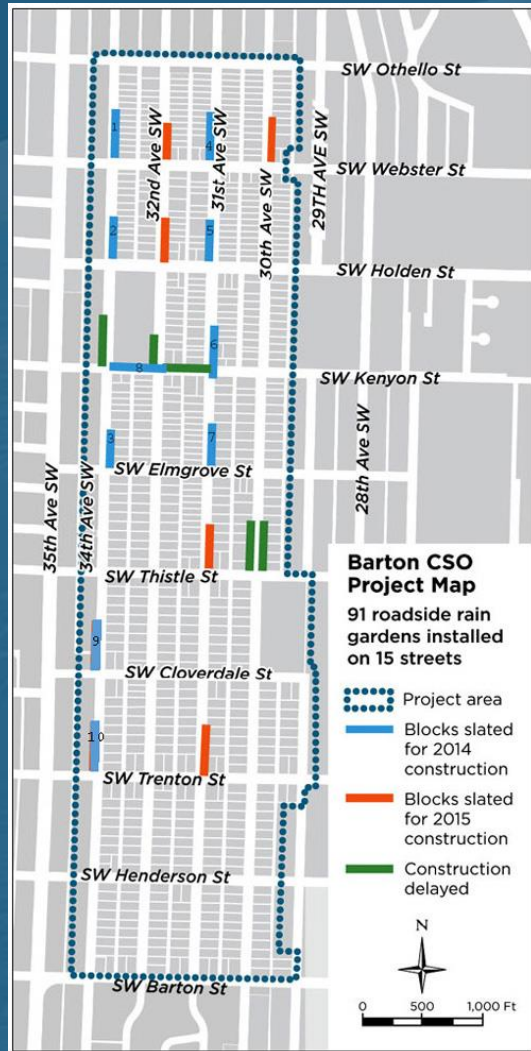 SW Othello St
1
32nd Ave SW
4
31st Ave SW
30th Ave SW
29TH AVE SW
SW Webster St
2
5
SW Holden St
6
8
SW Kenyon St
3
7
SW Elmgrove St
35th Ave SW
34th Ave SW
28th Ave SW
SW Thistle St
9
SW Cloverdale St
10
SW Trenton St
SW Henderson St
SW Barton St
Barton CSO
Project Map
91 roadside rain
gardens installed
on 15 streets
Project area
Blocks slated
for 2014
construction
Blocks slated
for 2015
construction
Construction
delayed
N
0 500 1,000 Ft